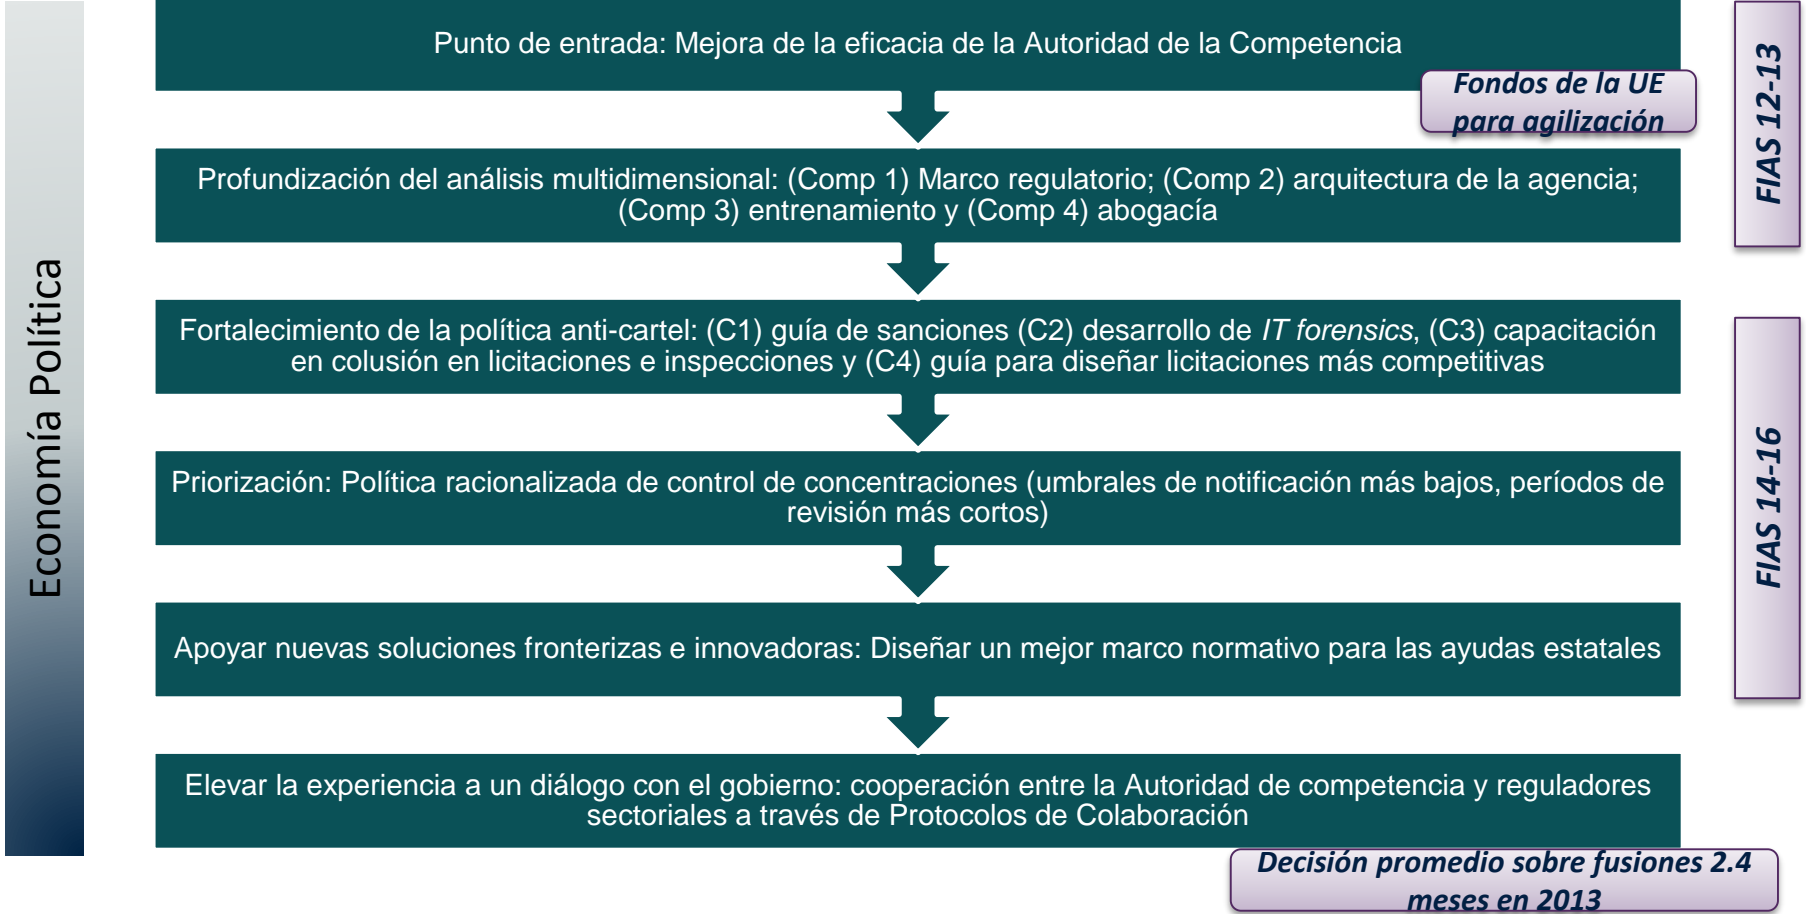 Economía Política
Punto de entrada: Mejora de la eficacia de la Autoridad de la Competencia
Fondos de la UE
para agilización
FIAS 12-13
Profundización del análisis multidimensional: (Comp 1) Marco regulatorio; (Comp 2) arquitectura de la agencia;
(Comp 3) entrenamiento y (Comp 4) abogacía
Fortalecimiento de la política anti-cartel: (C1) guía de sanciones (C2) desarrollo de IT forensics, (C3) capacitación
en colusión en licitaciones e inspecciones y (C4) guía para diseñar licitaciones más competitivas
FIAS 14-16
Priorización: Política racionalizada de control de concentraciones (umbrales de notificación más bajos, períodos de
revisión más cortos)
Apoyar nuevas soluciones fronterizas e innovadoras: Diseñar un mejor marco normativo para las ayudas estatales
Elevar la experiencia a un diálogo con el gobierno: cooperación entre la Autoridad de competencia y reguladores
sectoriales a través de Protocolos de Colaboración
Decisión promedio sobre fusiones 2.4
meses en 2013